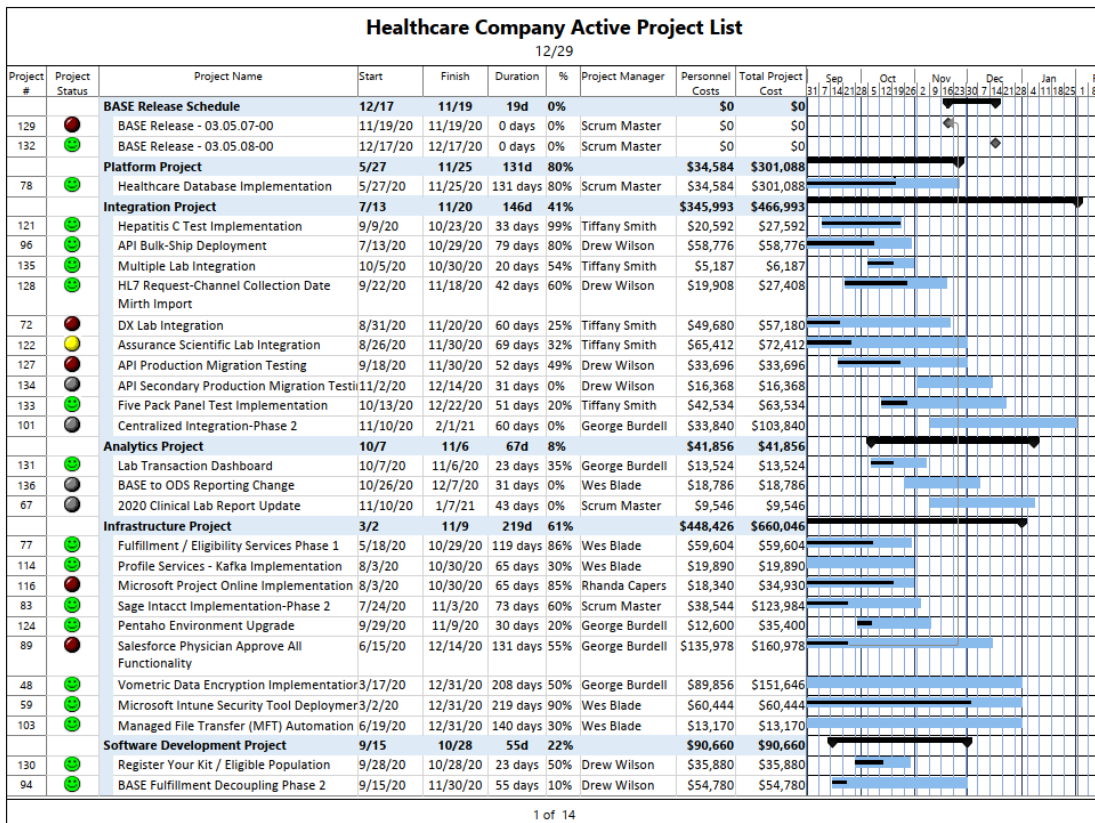 Healthcare Company Active Project List
12/29
Project # Project Status Project Name Start Finish Duration % Project Manager Personnel Costs Total Project Cost Sep Oct Nov Dec Jan F
31 7 14 21 28 5 12 19 26 2 9 16 23 30 7 14 21 28 4 11 18 25 1 8
BASE Release Schedule 12/17 11/19 19d 0% $0 $0
129 BASE Release - 03.05.07-00 11/19/20 11/19/20 0 days 0% Scrum Master $0 $0
132 BASE Release - 03.05.08-00 12/17/20 12/17/20 0 days 0% Scrum Master $0 $0
Platform Project 5/27 11/25 131d 80% $34,584 $301,088
78 Healthcare Database Implementation 5/27/20 11/25/20 131 days 80% Scrum Master $34,584 $301,088
Integration Project 7/13 11/20 146d 41% $345,993 $466,993
121 Hepatitis C Test Implementation 9/9/20 10/23/20 33 days 99% Tiffany Smith $20,592 $27,592
96 API Bulk-Ship Deployment 7/13/20 10/29/20 79 days 80% Drew Wilson $58,776 $58,776
135 Multiple Lab Integration 10/5/20 10/30/20 20 days 54% Tiffany Smith $5,187 $6,187
128 HL7 Request-Channel Collection Date 9/22/20 11/18/20 42 days 60% Drew Wilson $19,908 $27,408
Mirth Import
72 DX Lab Integration 8/31/20 11/20/20 60 days 25% Tiffany Smith $49,680 $57,180
122 Assurance Scientific Lab Integration 8/26/20 11/30/20 69 days 32% Tiffany Smith $65,412 $72,412
127 API Production Migration Testing 9/18/20 11/30/20 52 days 49% Drew Wilson $33,696 $33,696
134 API Secondary Production Migration Testi 11/2/20 12/14/20 31 days 0% Drew Wilson $16,368 $16,368
133 Five Pack Panel Test Implementation 10/13/20 12/22/20 51 days 20% Tiffany Smith $42,534 $63,534
101 Centralized Integration-Phase 2 11/10/20 2/1/21 60 days 0% George Burdell $33,840 $103,840
Analytics Project 10/7 11/6 67d 8% $41,856 $41,856
131 Lab Transaction Dashboard 10/7/20 11/6/20 23 days 35% George Burdell $13,524 $13,524
136 BASE to ODS Reporting Change 10/26/20 12/7/20 31 days 0% Wes Blade $18,786 $18,786
67 2020 Clinical Lab Report Update 11/10/20 1/7/21 43 days 0% Scrum Master $9,546 $9,546
Infrastructure Project 3/2 11/9 219d 61% $448,426 $660,046
77 Fulfillment / Eligibility Services Phase 1 5/18/20 10/29/20 119 days 86% Wes Blade $59,604 $59,604
114 Profile Services - Kafka Implementation 8/3/20 10/30/20 65 days 30% Wes Blade $19,890 $19,890
116 Microsoft Project Online Implementation 8/3/20 10/30/20 65 days 85% Rhanda Capers $18,340 $34,930
83 Sage Intacct Implementation-Phase 2 7/24/20 11/3/20 73 days 60% Scrum Master $38,544 $123,984
124 Pentaho Environment Upgrade 9/29/20 11/9/20 30 days 20% George Burdell $12,600 $35,400
89 Salesforce Physician Approve All 6/15/20 12/14/20 131 days 55% George Burdell $135,978 $160,978
Functionality
48 Vometric Data Encryption Implementation 3/17/20 12/31/20 208 days 50% George Burdell $89,856 $151,646
59 Microsoft Intune Security Tool Deploymer 3/2/20 12/31/20 219 days 90% Wes Blade $60,444 $60,444
103 Managed File Transfer (MFT) Automation 6/19/20 12/31/20 140 days 30% Wes Blade $13,170 $13,170
Software Development Project 9/15 10/28 55d 22% $90,660 $90,660
130 Register Your Kit / Eligible Population 9/28/20 10/28/20 23 days 50% Drew Wilson $35,880 $35,880
94 BASE Fulfillment Decoupling Phase 2 9/15/20 11/30/20 55 days 10% Drew Wilson $54,780 $54,780
1 of 14